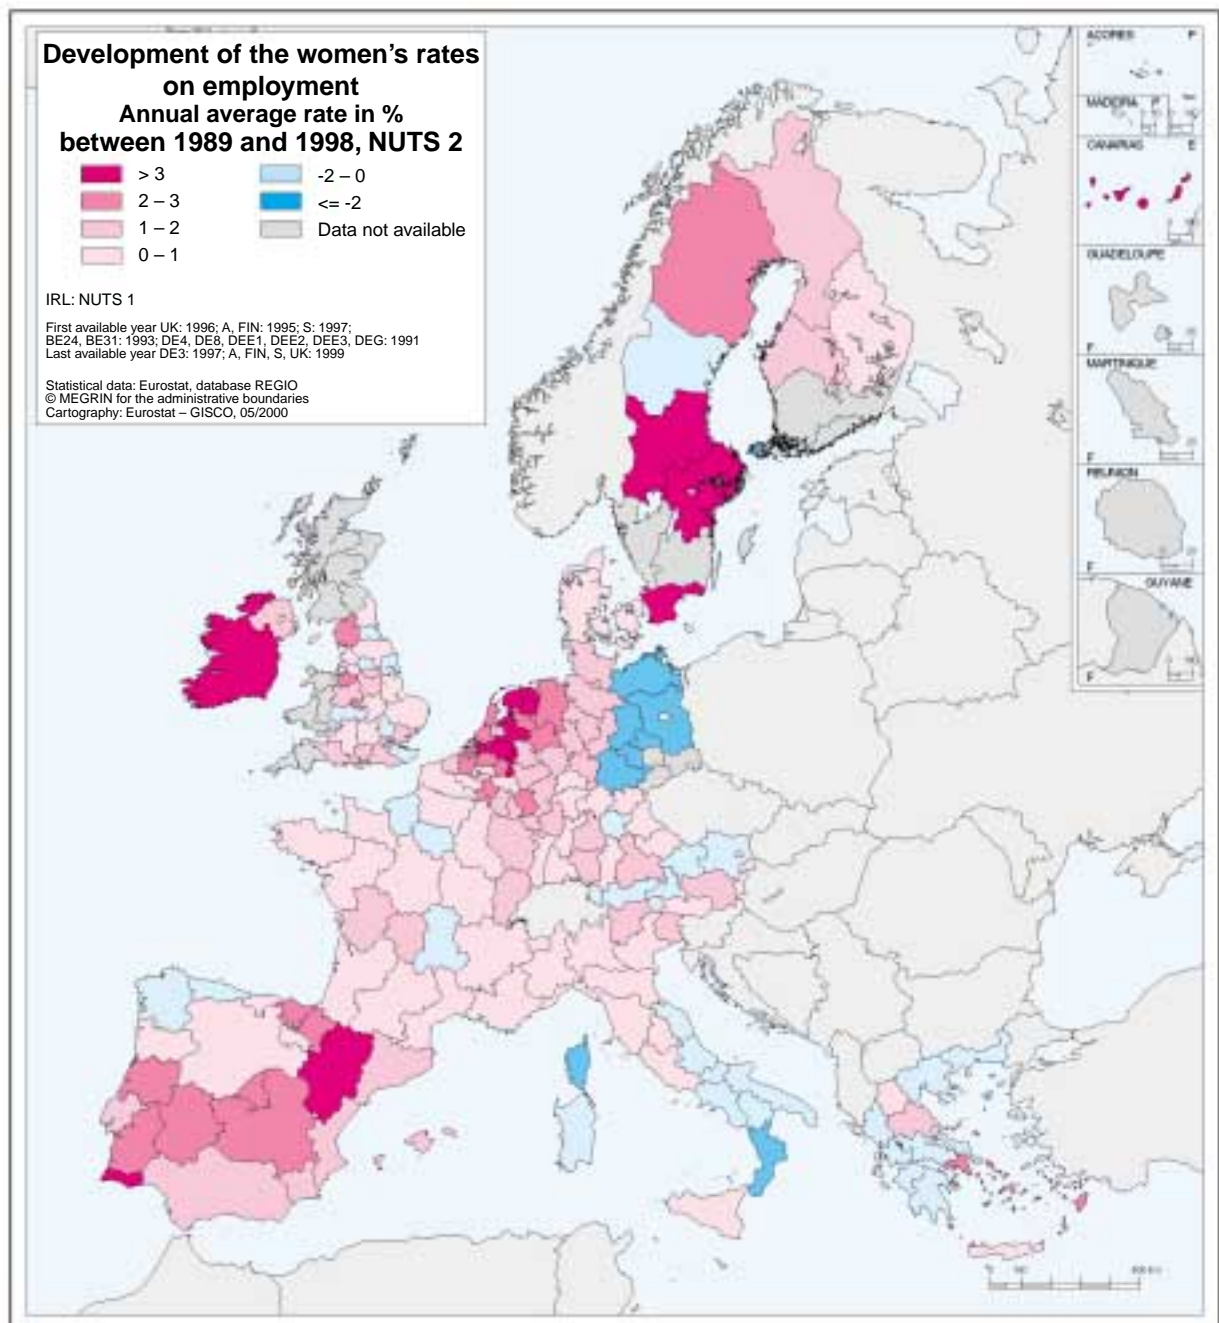 Development of the women's rates
on employment
Annual average rate in %
between 1989 and 1998, NUTS 2
> 3
2 – 3
1 – 2
0 – 1
-2 – 0
<= -2
Data not available
IRL: NUTS 1
First available year UK: 1996; A, FIN: 1995; S: 1997;
BE24, BE31: 1993; DE4, DE8, DEE1, DEE2, DEE3, DEG: 1991
Last available year DE3: 1997; A, FIN, S, UK: 1999
Statistical data: Eurostat, database REGIO
© MEGRIN for the administrative boundaries
Cartography: Eurostat – GISCO, 05/2000
ACORES P
MADEIRA P
CANARIAS E
GUADELOUPE
F
MARTINIQUE
F
REUNION
F
GUYANE
F